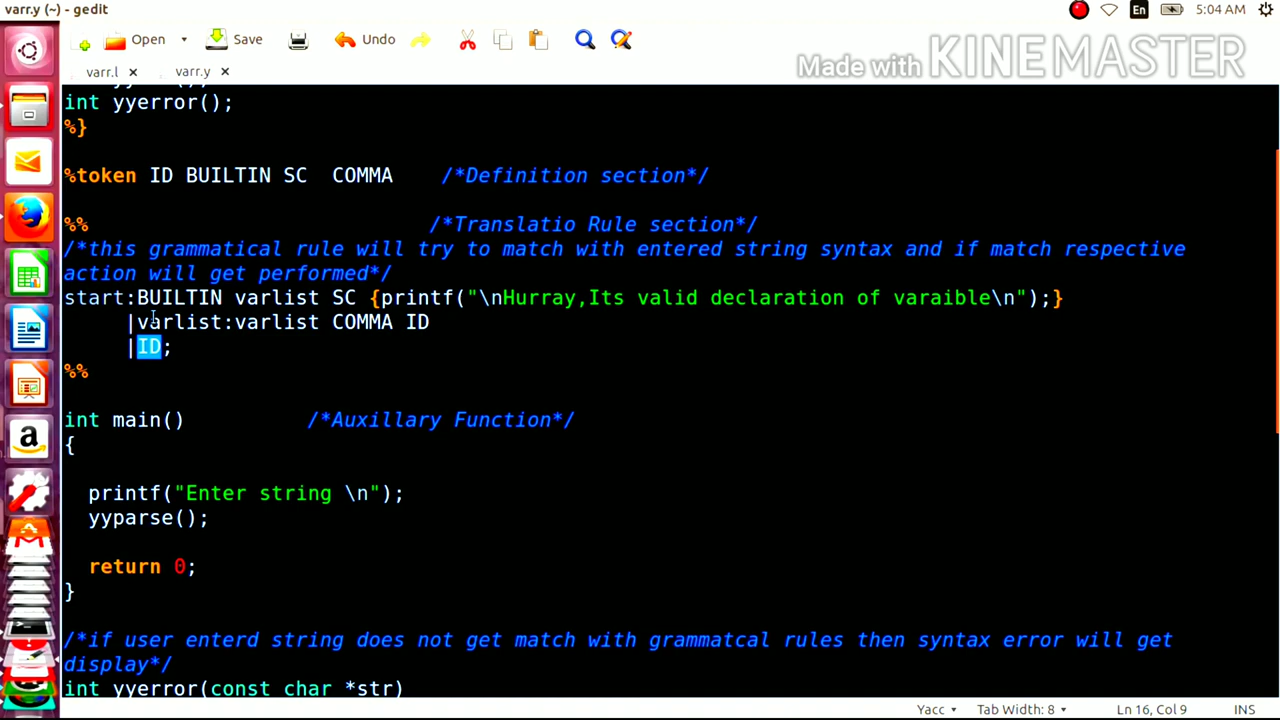 varr.y (~) - gedit
En 5:04 AM
Open Save Undo
Made with KINEMASTER
varr.l × varr.y ×
int yyerror();
%}
%token ID BUILTIN SC COMMA /*Definition section*/
%% /*Translatio Rule section*/
/*this grammatical rule will try to match with entered string syntax and if match respective
action will get performed*/
start:BUILTIN varlist SC {printf("\nHurray,Its valid declaration of varaible\n");}
|varlist:varlist COMMA ID
|ID;
%%
int main() /*Auxillary Function*/
{
printf("Enter string \n");
yyparse();
return 0;
}
/*if user enterd string does not get match with grammatcal rules then syntax error will get
display*/
int yyerror(const char *str)
Yacc Tab Width: 8 Ln 16, Col 9 INS